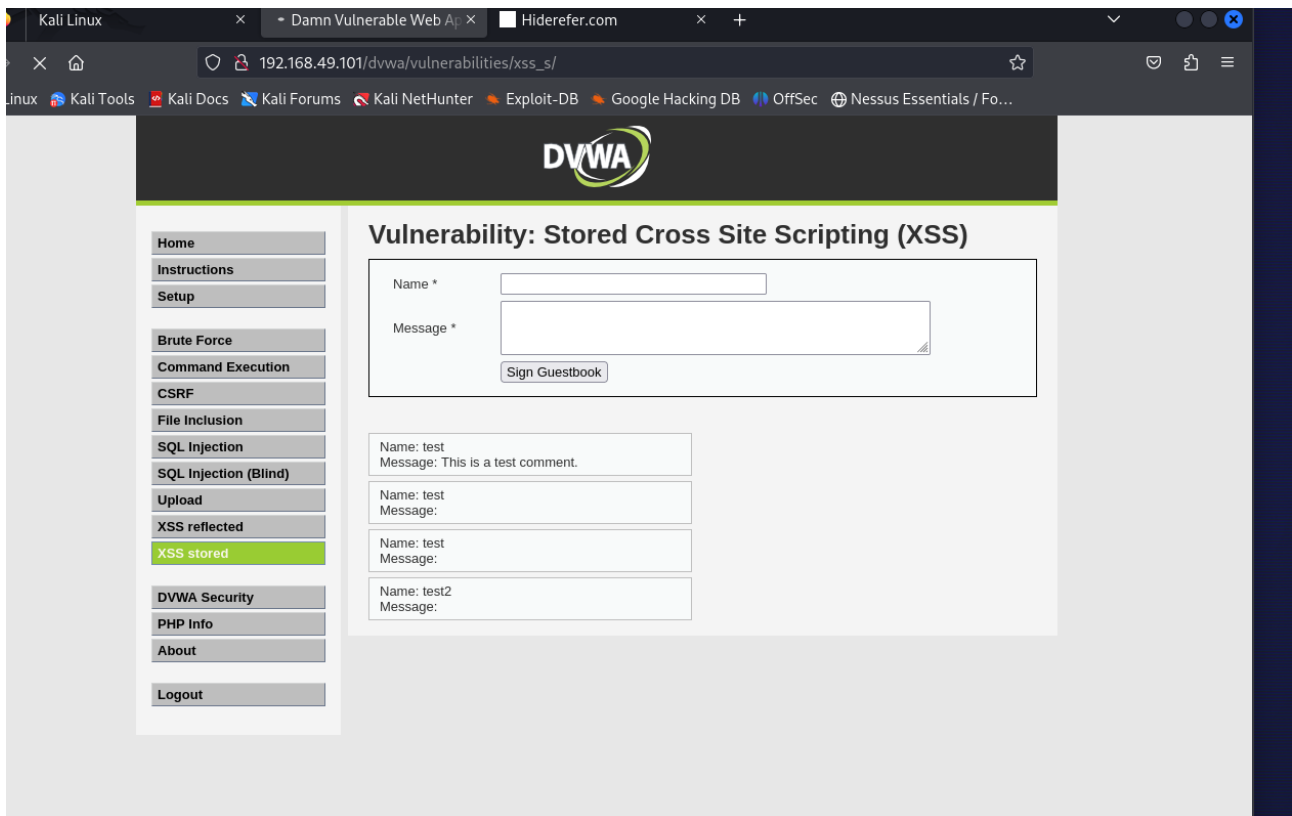 Kali Linux
Damn Vulnerable Web Ap
Hiderefer.com
192.168.49.101/dvwa/vulnerabilities/xss_s/
Linux Kali Tools Kali Docs Kali Forums Kali NetHunter Exploit-DB Google Hacking DB OffSec Nessus Essentials / Fo...
DVWA
Home
Instructions
Setup
Brute Force
Command Execution
CSRF
File Inclusion
SQL Injection
SQL Injection (Blind)
Upload
XSS reflected
XSS stored
DVWA Security
PHP Info
About
Logout
Vulnerability: Stored Cross Site Scripting (XSS)
Name *
Message *
Sign Guestbook
Name: test
Message: This is a test comment.
Name: test
Message:
Name: test
Message:
Name: test2
Message: